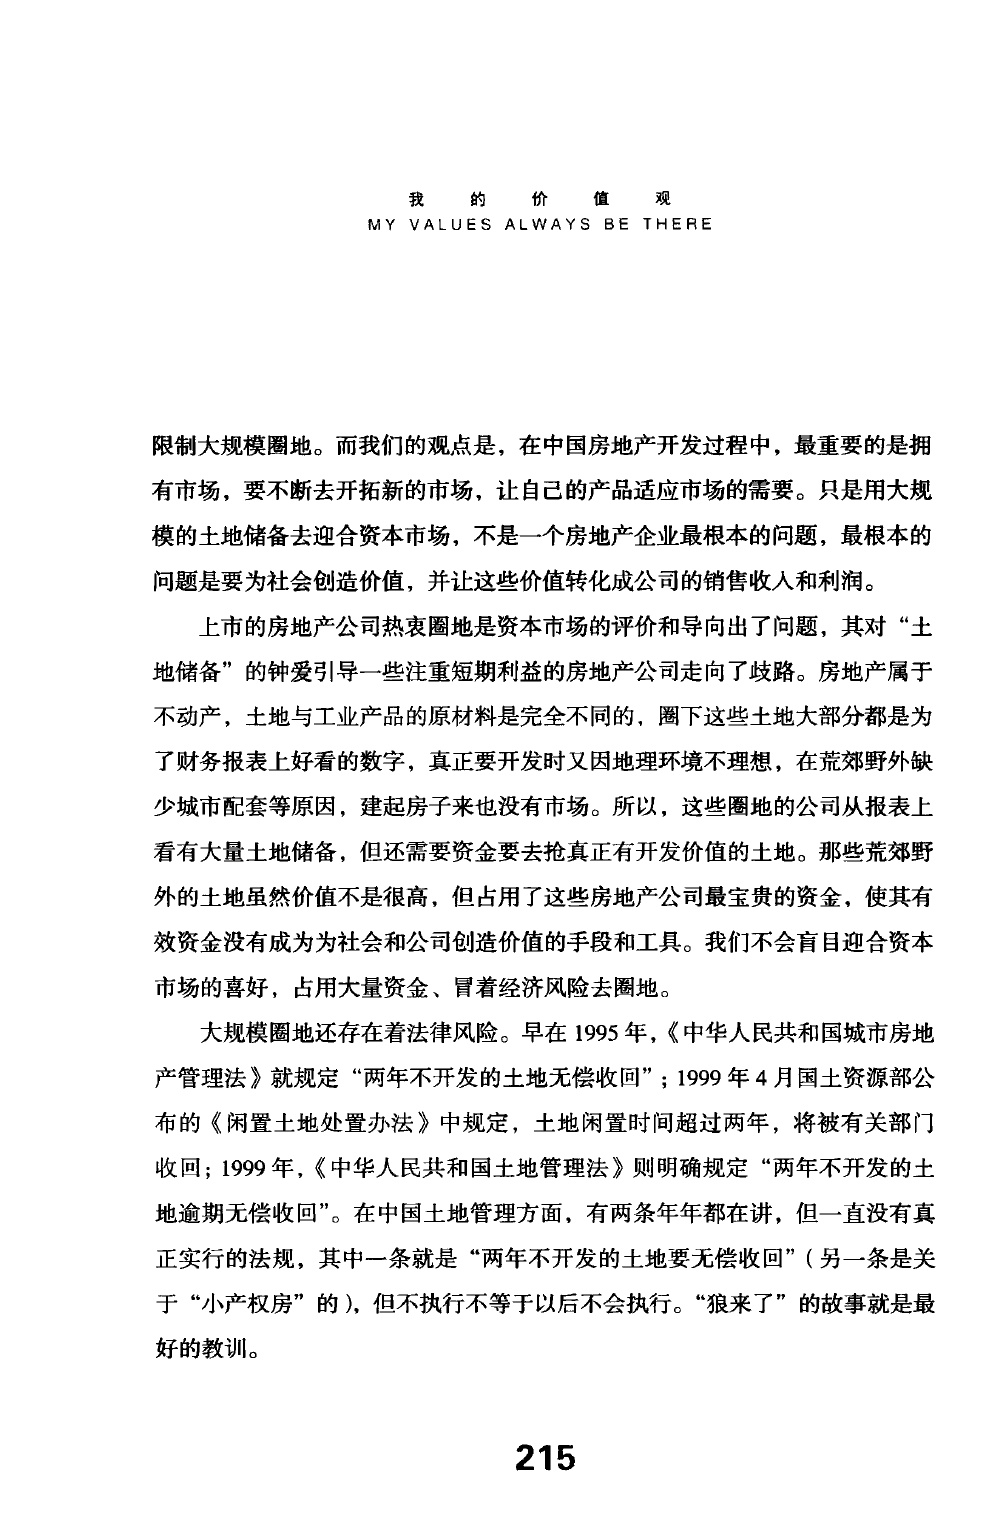 我的价值观
MY VALUES ALWAYS BE THERE
限制大规模圈地。而我们的观点是，在中国房地产开发过程中，最重要的是拥
有市场，要不断去开拓新的市场，让自己的产品适应市场的需要。只是用大规
模的土地储备去迎合资本市场，不是一个房地产企业最根本的问题，最根本的
问题是要为社会创造价值，并让这些价值转化成公司的销售收入和利润。
上市的房地产公司热衷圈地是资本市场的评价和导向出了问题，其对“土
地储备”的钟爱引导一些注重短期利益的房地产公司走向了歧路。房地产属于
不动产，土地与工业产品的原材料是完全不同的，圈下这些土地大部分都是为
了财务报表上好看的数字，真正要开发时又因地理环境不理想，在荒郊野外缺
少城市配套等原因，建起房子来也没有市场。所以，这些圈地的公司从报表上
看有大量土地储备，但还需要资金要去抢真正有开发价值的土地。那些荒郊野
外的土地虽然价值不是很高，但占用了这些房地产公司最宝贵的资金，使其有
效资金没有成为为社会和公司创造价值的手段和工具。我们不会盲目迎合资本
市场的喜好，占用大量资金、冒着经济风险去圈地。
大规模圈地还存在着法律风险。早在1995年，《中华人民共和国城市房地
产管理法》就规定“两年不开发的土地无偿收回”；1999年4月国土资源部公
布的《闲置土地处置办法》中规定，土地闲置时间超过两年，将被有关部门
收回；1999年，《中华人民共和国土地管理法》则明确规定“两年不开发的土
地逾期无偿收回”。在中国土地管理方面，有两条年年都在讲，但一直没有真
正实行的法规，其中一条就是“两年不开发的土地要无偿收回”（另一条是关
于“小产权房”的），但不执行不等于以后不会执行。“狼来了”的故事就是最
好的教训。
215